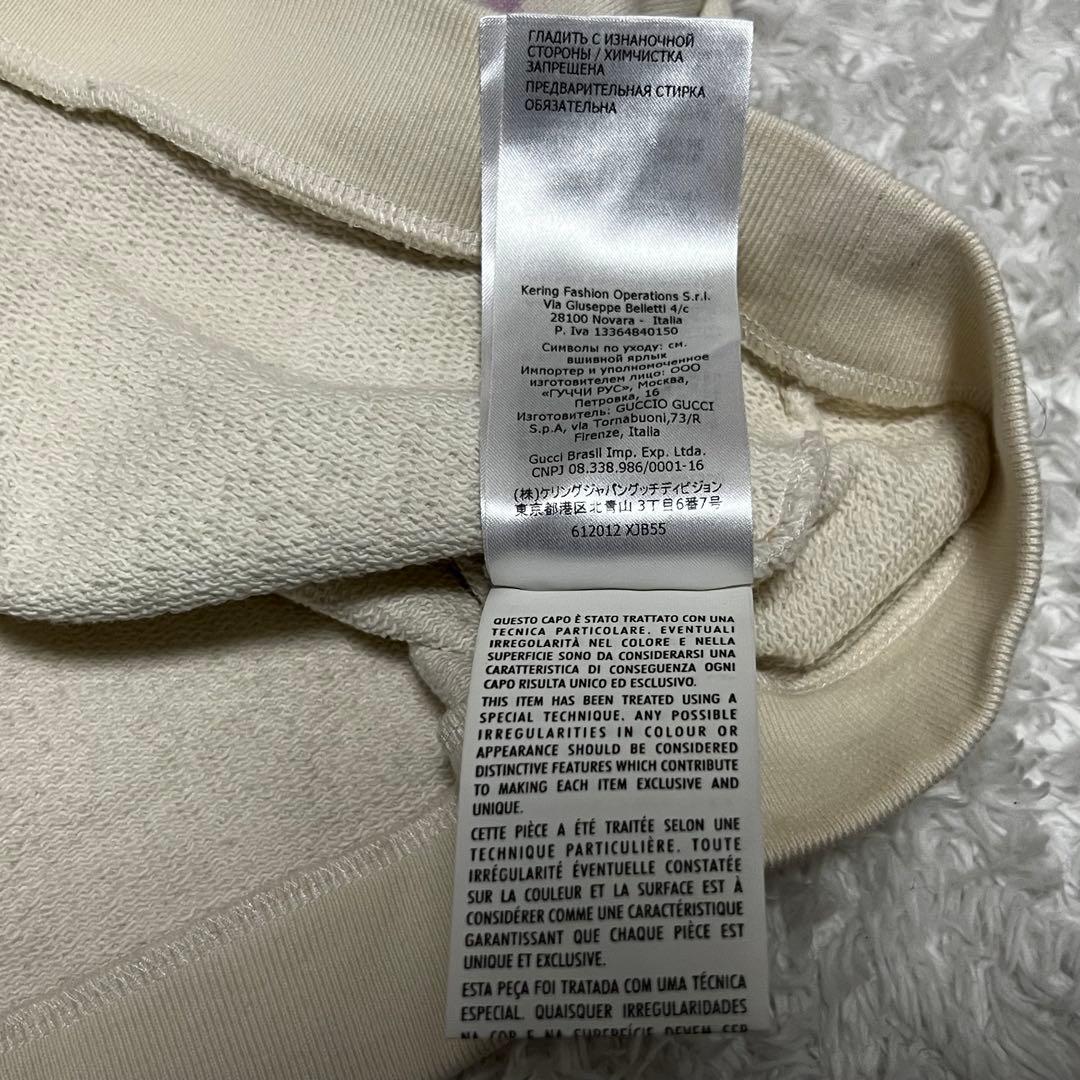 ГЛАДИТЬ С ИЗНАНОЧНОЙ
СТОРОНЫ / ХИМЧИСТКА
ЗАПРЕЩЕНА
ПРЕДВАРИТЕЛЬНАЯ СТИРКА
ОБЯЗАТЕЛЬНА
Kering Fashion Operations S.r.l.
Via Giuseppe Belletti 4/c
28100 Novara - Italia
P. Iva 13364840150
Символы по уходу: см.
вшивной ярлык
Импортер и уполномоченное
изготовителем лицо: ООО
«ГУЧЧИ РУС», Москва,
Петровка, 16
Изготовитель: GUCCIO GUCCI
S.p.A, via Tornabuoni,73/R
Firenze, Italia
Gucci Brasil Imp. Exp. Ltda.
CNPJ 08.338.986/0001-16
(株)ケリングジャパングッチディビジョン
東京都港区北青山 3丁目6番7号
612012 XJB55
QUESTO CAPO È STATO TRATTATO CON UNA
TECNICA PARTICOLARE. EVENTUALI
IRREGOLARITÀ NEL COLORE E NELLA
SUPERFICIE SONO DA CONSIDERARSI UNA
CARATTERISTICA DI CONSEGUENZA OGNI
CAPO RISULTA UNICO ED ESCLUSIVO.
THIS ITEM HAS BEEN TREATED USING A
SPECIAL TECHNIQUE. ANY POSSIBLE
IRREGULARITIES IN COLOUR OR
APPEARANCE SHOULD BE CONSIDERED
DISTINCTIVE FEATURES WHICH CONTRIBUTE
TO MAKING EACH ITEM EXCLUSIVE AND
UNIQUE.
CETTE PIÈCE A ÉTÉ TRAITÉE SELON UNE
TECHNIQUE PARTICULIÈRE. TOUTE
IRRÉGULARITÉ ÉVENTUELLE CONSTATÉE
SUR LA COULEUR ET LA SURFACE EST À
CONSIDÉRER COMME UNE CARACTÉRISTIQUE
GARANTISSANT QUE CHAQUE PIÈCE EST
UNIQUE ET EXCLUSIVE.
ESTA PEÇA FOI TRATADA COM UMA TÉCNICA
ESPECIAL. QUAISQUER IRREGULARIDADES
NA COR E NA SUPERFÍCIE DEVEM SER